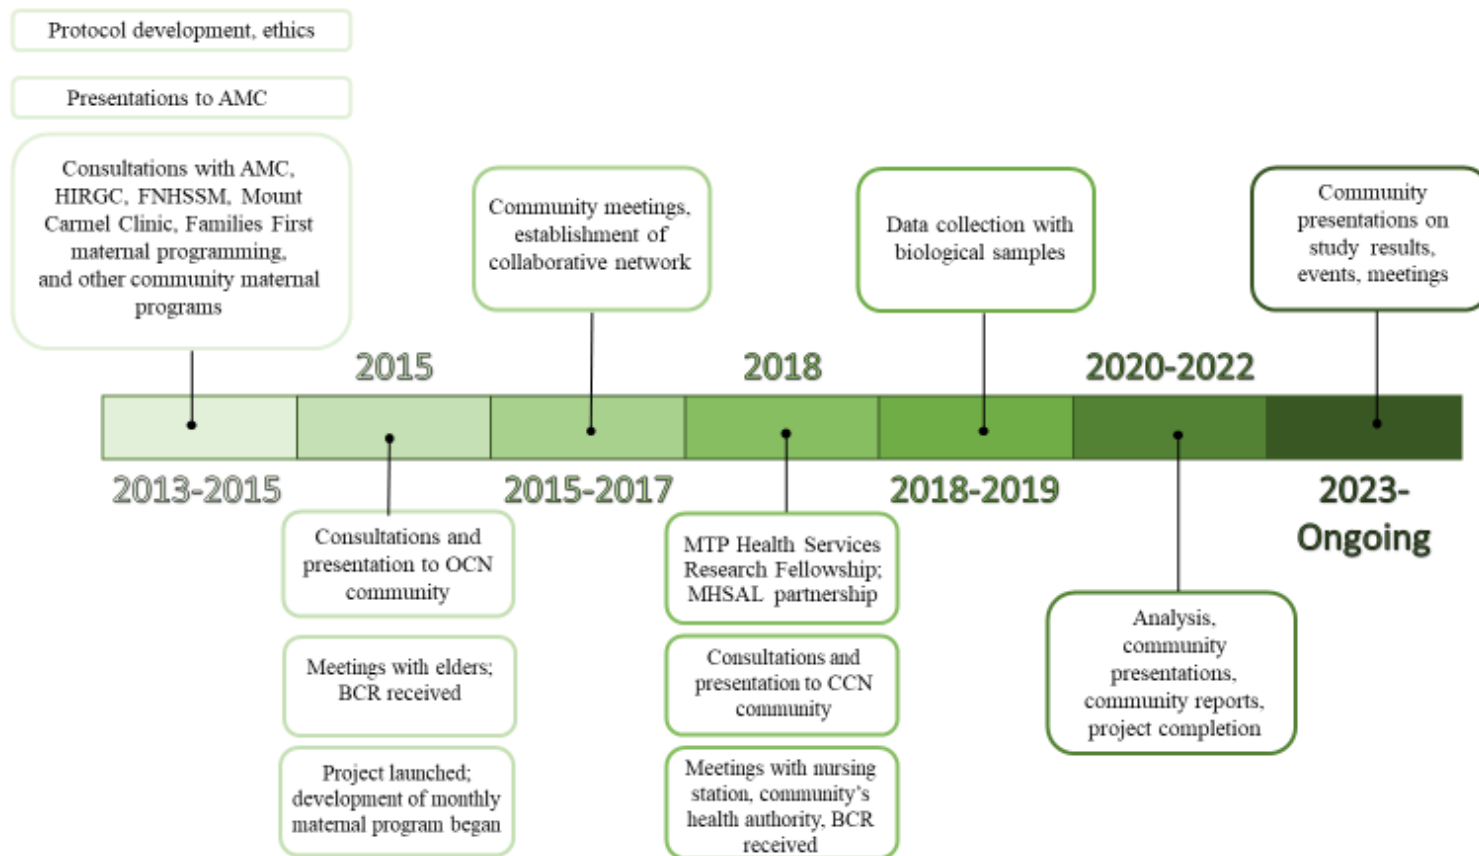 Protocol development, ethics
Presentations to AMC
Consultations with AMC,
HIRGC, FNHSSM, Mount
Carmel Clinic, Families First
maternal programming,
and other community maternal
programs
Community meetings,
establishment of
collaborative network
Data collection with
biological samples
Community
presentations on
study results,
events, meetings
2015
2018
2020-2022
2013-2015
2015-2017
2018-2019
2023-
Ongoing
Consultations and
presentation to OCN
community
Meetings with elders;
BCR received
Project launched;
development of monthly
maternal program began
MTP Health Services
Research Fellowship;
MHSAL partnership
Consultations and
presentation to CCN
community
Meetings with nursing
station, community’s
health authority, BCR
received
Analysis,
community
presentations,
community reports,
project completion